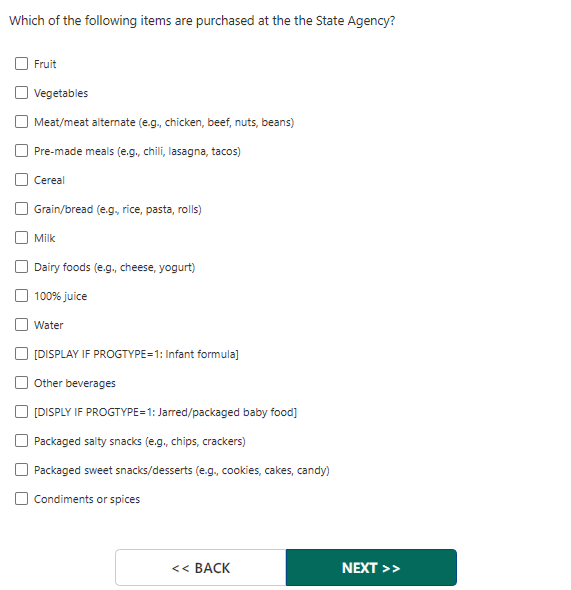 Which of the following items are purchased at the the State Agency?
Fruit
Vegetables
Meat/meat alternate (e.g., chicken, beef, nuts, beans)
Pre-made meals (e.g., chili, lasagna, tacos)
Cereal
Grain/bread (e.g., rice, pasta, rolls)
Milk
Dairy foods (e.g., cheese, yogurt)
100% juice
Water
[DISPLAY IF PROGTYPE=1: Infant formula]
Other beverages
[DISPLY IF PROGTYPE=1: Jarred/packaged baby food]
Packaged salty snacks (e.g., chips, crackers)
Packaged sweet snacks/desserts (e.g., cookies, cakes, candy)
Condiments or spices
<< BACK NEXT >>